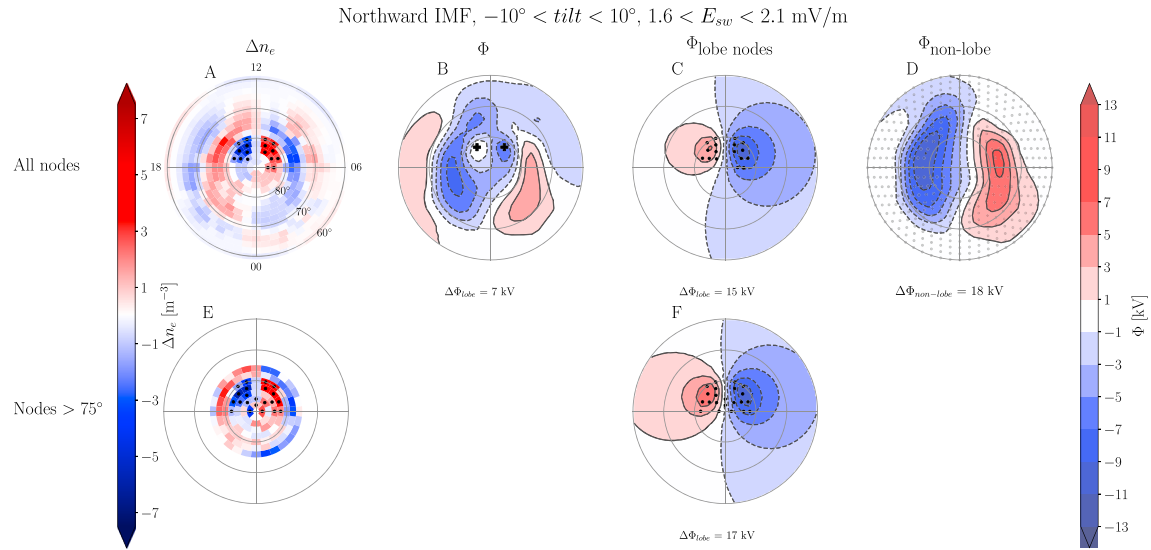 Northward IMF, −10° < tilt < 10°, 1.6 < E_sw < 2.1 mV/m
Δn_e
Φ
Φ_lobe nodes
Φ_non-lobe
A
B
C
D
12
18
06
00
80°
70°
60°
All nodes
7
5
3
1
−1
−3
−5
−7
Δn_e [m⁻³]
13
11
9
7
5
3
1
−1
−3
−5
−7
−9
−11
−13
Φ [kV]
ΔΦ_lobe = 7 kV
ΔΦ_lobe = 15 kV
ΔΦ_non−lobe = 18 kV
E
F
Nodes > 75°
ΔΦ_lobe = 17 kV